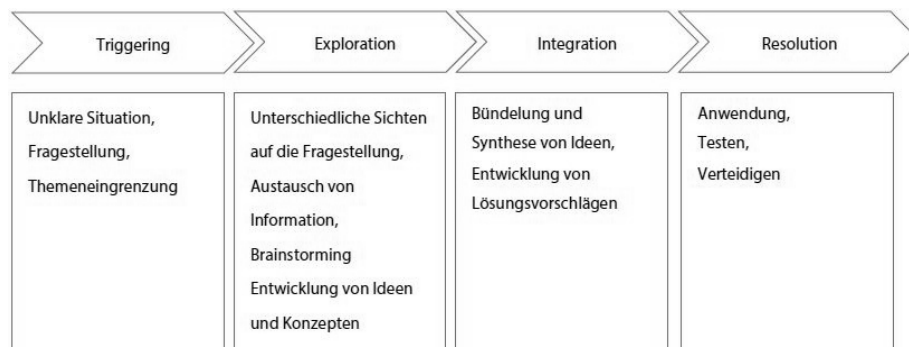 Triggering
Exploration
Integration
Resolution
Unklare Situation,
Fragestellung,
Themeneingrenzung
Unterschiedliche Sichten
auf die Fragestellung,
Austausch von
Information,
Brainstorming
Entwicklung von Ideen
und Konzepten
Bündelung und
Synthese von Ideen,
Entwicklung von
Lösungsvorschlägen
Anwendung,
Testen,
Verteidigen